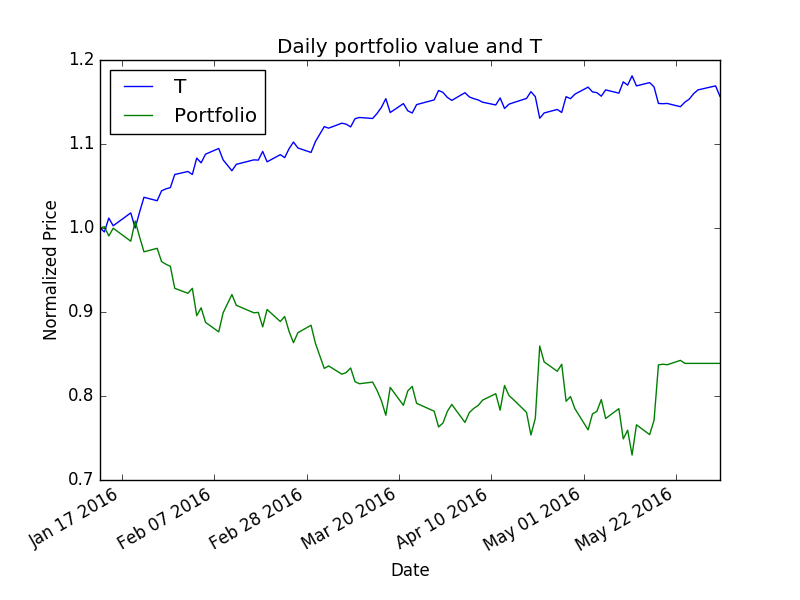 Daily portfolio value and T
1.2
T
Portfolio
1.1
1.0
Normalized Price
0.9
0.8
0.7
Jan 17 2016
Feb 07 2016
Feb 28 2016
Mar 20 2016
Apr 10 2016
May 01 2016
May 22 2016
Date